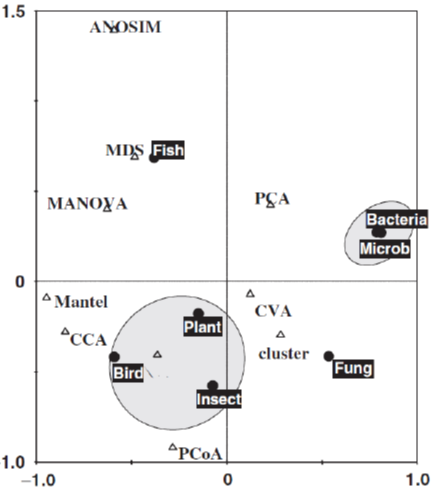 1.5
ANOSIM
MDS Fish
MANOVA
PCA
Bacteria
Microb
0
Mantel
CVA
Plant
CCA
cluster
Bird
Fung
Insect
PCoA
-1.0
−1.0 0 1.0